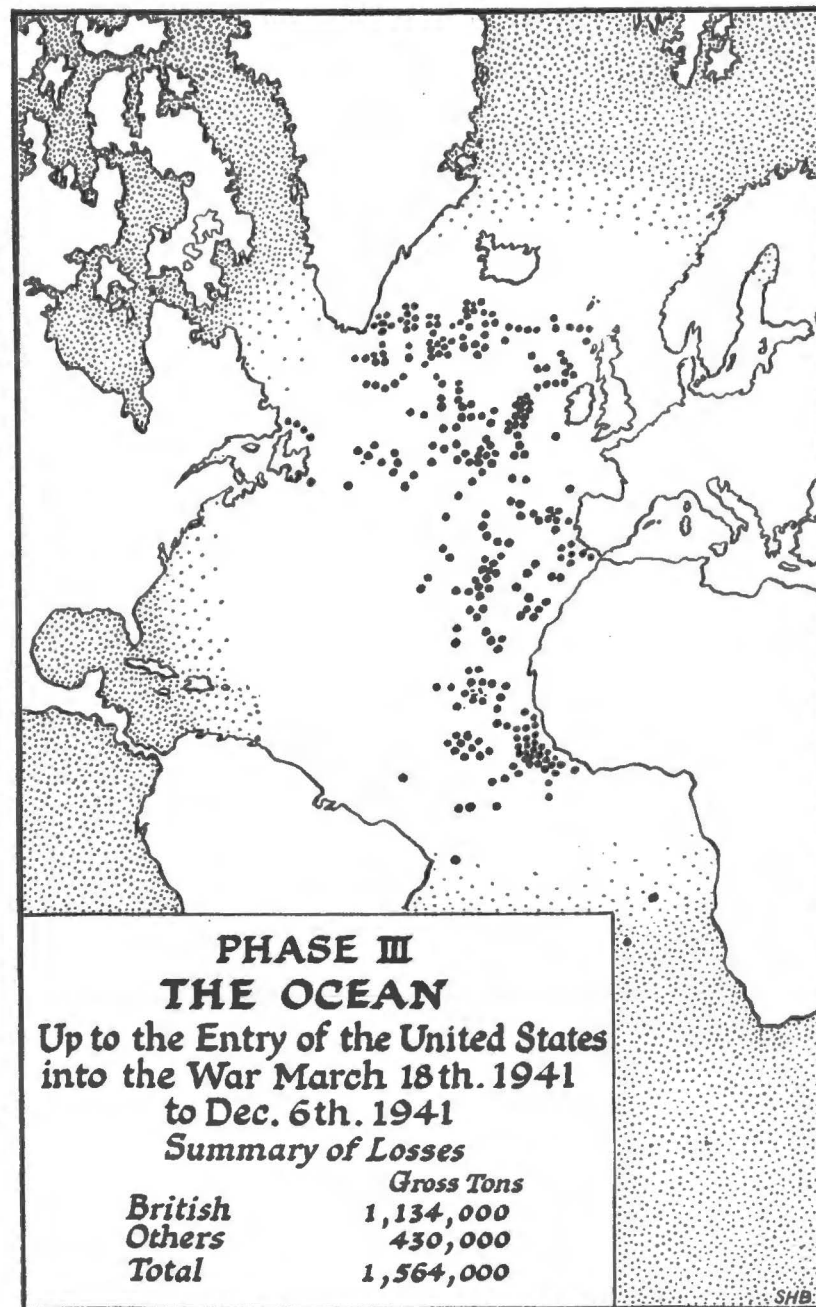 PHASE III
THE OCEAN
Up to the Entry of the United States
into the War March 18th. 1941
to Dec. 6th. 1941
Summary of Losses
Gross Tons
British 1,134,000
Others 430,000
Total 1,564,000
SHB